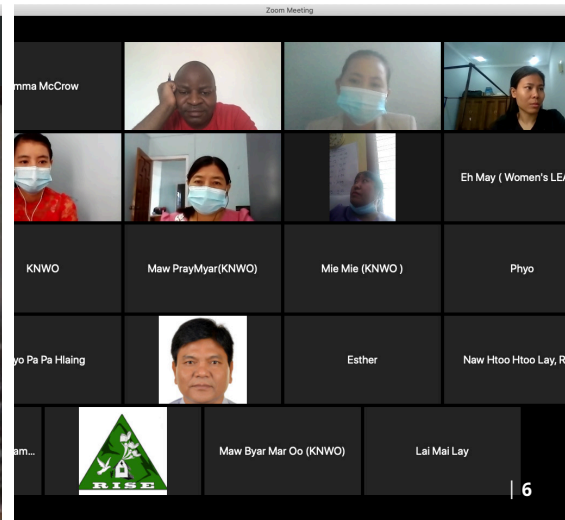 Zoom Meeting
mma McCrow
Eh May ( Women's LEA
KNWO
Maw PrayMyar(KNWO)
Mie Mie (KNWO )
Phyo
yo Pa Pa Hlaing
Esther
Naw Htoo Htoo Lay, R
am...
RISE
Maw Byar Mar Oo (KNWO)
Lai Mai Lay
| 6